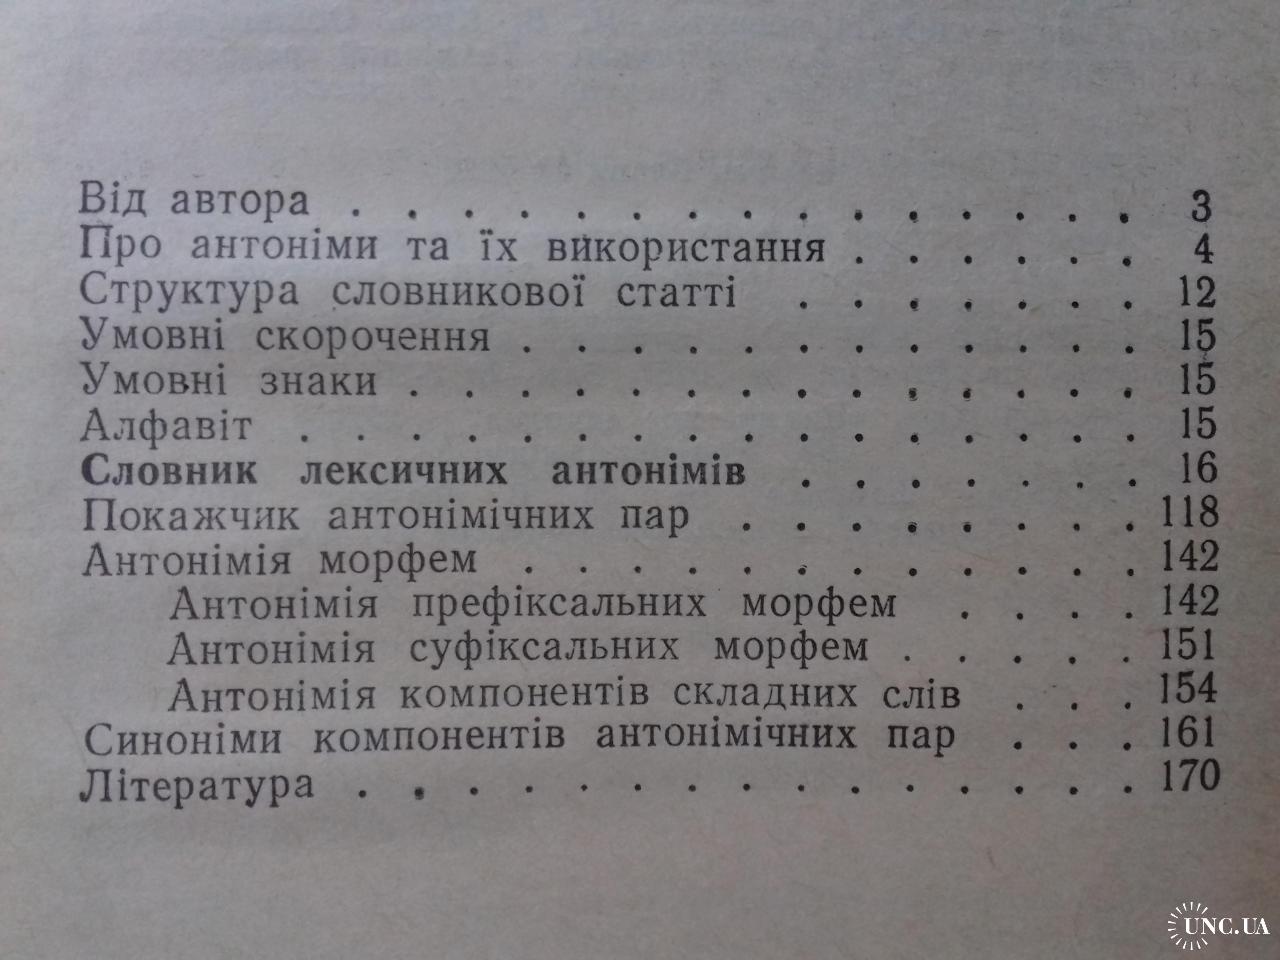 Від автора . . . . . . . . . . . . . . . 3
Про антоніми та їх використання . . . . . . 4
Структура словникової статті . . . . . . . 12
Умовні скорочення . . . . . . . . . . . . 15
Умовні знаки . . . . . . . . . . . . . . 15
Алфавіт . . . . . . . . . . . . . . . . 15
Словник лексичних антонімів . . . . . . . 16
Покажчик антонімічних пар . . . . . . . . 118
Антонімія морфем . . . . . . . . . . . . 142
Антонімія префіксальних морфем . . . . 142
Антонімія суфіксальних морфем . . . . . 151
Антонімія компонентів складних слів . . . 154
Синоніми компонентів антонімічних пар . . . 161
Література . . . . . . . . . . . . . . . 170
UNC.UA